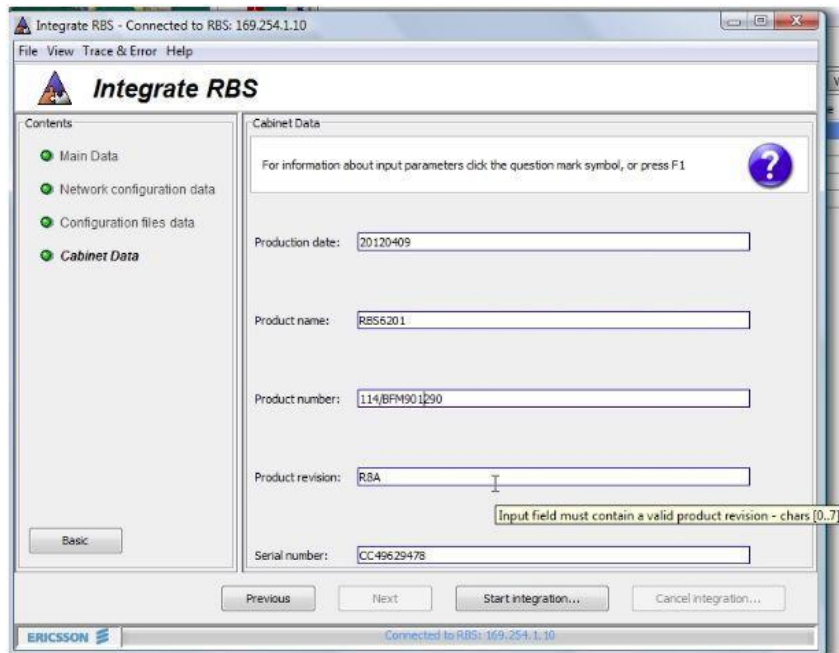 Integrate RBS - Connected to RBS: 169.254.1.10
File View Trace & Error Help
Integrate RBS
Contents
Main Data
Network configuration data
Configuration files data
Cabinet Data
Basic
Cabinet Data
For information about input parameters click the question mark symbol, or press F1
?
Production date: 20120409
Product name: RBS6201
Product number: 114/BFM901290
Product revision: R8A
Input field must contain a valid product revision - chars [0..7]
Serial number: CC49629478
Previous Next Start integration... Cancel integration...
ERICSSON Connected to RBS: 169.254.1.10